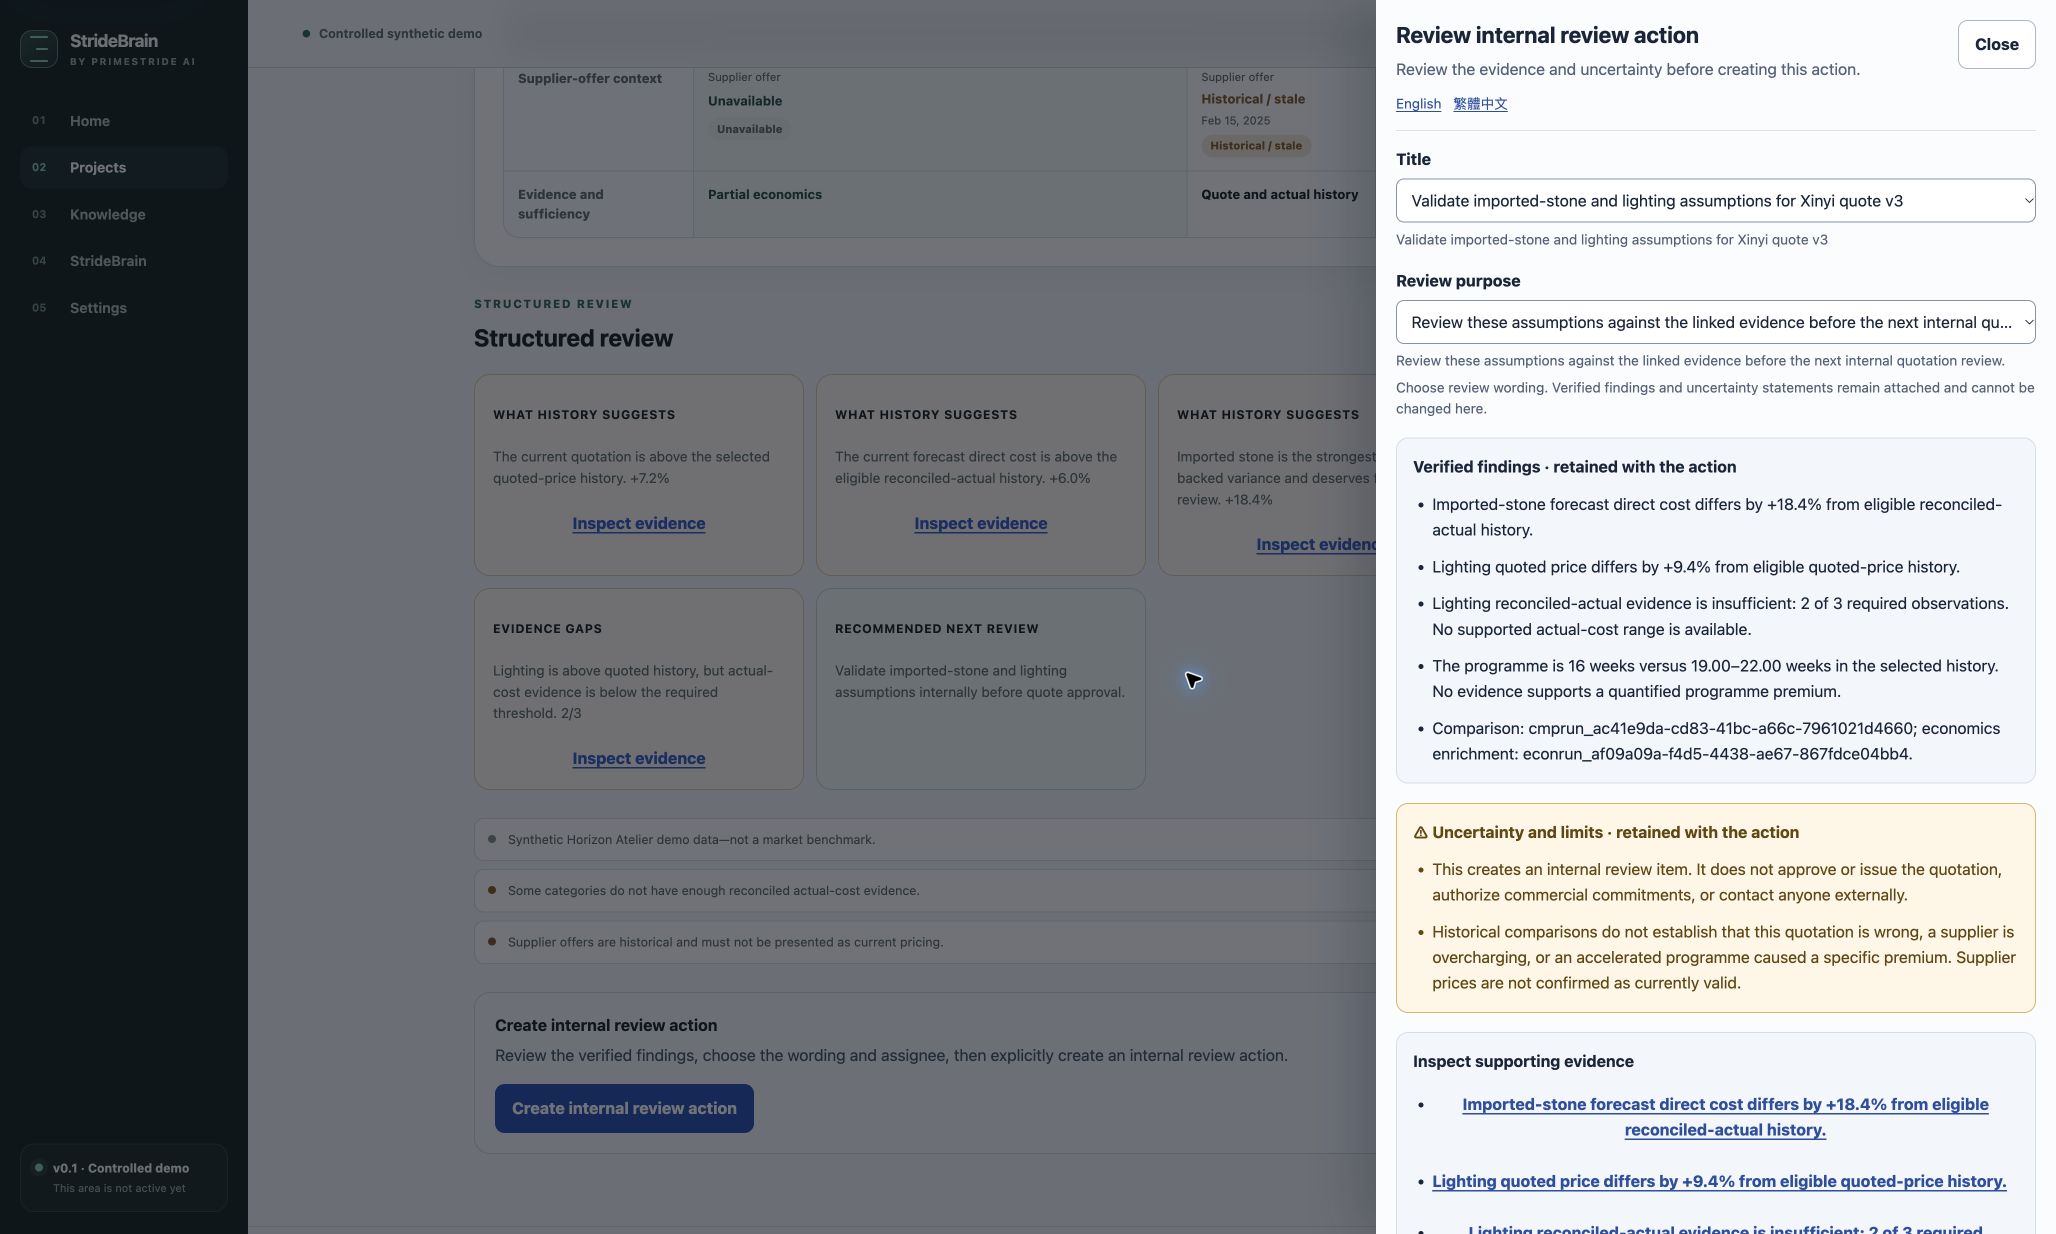 StrideBrain
BY PRIMESTRIDE AI
01 Home
02 Projects
03 Knowledge
04 StrideBrain
05 Settings
v0.1 · Controlled demo
This area is not active yet
Controlled synthetic demo
Supplier-offer context
Supplier offer
Unavailable
Unavailable
Supplier offer
Historical / stale
Feb 15, 2025
Historical / stale
Evidence and
sufficiency
Partial economics
Quote and actual history
STRUCTURED REVIEW
Structured review
WHAT HISTORY SUGGESTS
The current quotation is above the selected
quoted-price history. +7.2%
Inspect evidence
WHAT HISTORY SUGGESTS
The current forecast direct cost is above the
eligible reconciled-actual history. +6.0%
Inspect evidence
WHAT HISTORY SUGGESTS
Imported stone is the strongest
backed variance and deserves
review. +18.4%
Inspect
EVIDENCE GAPS
Lighting is above quoted history, but actual-
cost evidence is below the required
threshold. 2/3
Inspect evidence
RECOMMENDED NEXT REVIEW
Validate imported-stone and lighting
assumptions internally before quote approval.
Synthetic Horizon Atelier demo data—not a market benchmark.
Some categories do not have enough reconciled actual-cost evidence.
Supplier offers are historical and must not be presented as current pricing.
Create internal review action
Review the verified findings, choose the wording and assignee, then explicitly create an internal review action.
Create internal review action
Review internal review action
Close
Review the evidence and uncertainty before creating this action.
English 繁體中文
Title
Validate imported-stone and lighting assumptions for Xinyi quote v3
Validate imported-stone and lighting assumptions for Xinyi quote v3
Review purpose
Review these assumptions against the linked evidence before the next internal qu...
Review these assumptions against the linked evidence before the next internal quotation review.
Choose review wording. Verified findings and uncertainty statements remain attached and cannot be
changed here.
Verified findings · retained with the action
• Imported-stone forecast direct cost differs by +18.4% from eligible reconciled-
actual history.
• Lighting quoted price differs by +9.4% from eligible quoted-price history.
• Lighting reconciled-actual evidence is insufficient: 2 of 3 required observations.
No supported actual-cost range is available.
• The programme is 16 weeks versus 19.00–22.00 weeks in the selected history.
No evidence supports a quantified programme premium.
• Comparison: cmprun_ac41e9da-cd83-41bc-a66c-7961021d4660; economics
enrichment: econrun_af09a09a-f4d5-4438-ae67-867fdce04bb4.
⚠ Uncertainty and limits · retained with the action
• This creates an internal review item. It does not approve or issue the quotation,
authorize commercial commitments, or contact anyone externally.
• Historical comparisons do not establish that this quotation is wrong, a supplier is
overcharging, or an accelerated programme caused a specific premium. Supplier
prices are not confirmed as currently valid.
Inspect supporting evidence
• Imported-stone forecast direct cost differs by +18.4% from eligible
reconciled-actual history.
• Lighting quoted price differs by +9.4% from eligible quoted-price history.
• Lighting reconciled-actual evidence is insufficient: 2 of 3 required